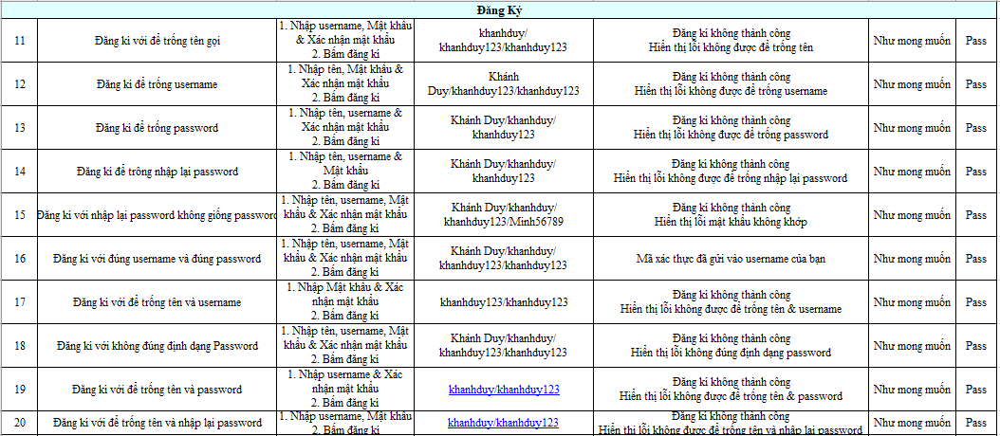 Đăng Ký
11
Đăng kí với để trống tên gọi
1. Nhập username, Mật khẩu
& Xác nhận mật khẩu
2. Bấm đăng kí
khanhduy/
khanhduy123/khanhduy123
Đăng kí không thành công
Hiển thị lỗi không được để trống tên
Như mong muốn
Pass
12
Đăng kí để trống username
1. Nhập tên, Mật khẩu &
Xác nhận mật khẩu
2. Bấm đăng kí
Khánh
Duy/khanhduy123/khanhduy123
Đăng kí không thành công
Hiển thị lỗi không được để trống username
Như mong muốn
Pass
13
Đăng kí để trống password
1. Nhập tên, username &
Xác nhận mật khẩu
2. Bấm đăng kí
Khánh Duy/khanhduy/
khanhduy123
Đăng kí không thành công
Hiển thị lỗi không được để trống password
Như mong muốn
Pass
14
Đăng kí để trông nhập lại password
1. Nhập tên, username &
Mật khẩu
2. Bấm đăng kí
Khánh Duy/khanhduy/
khanhduy123
Đăng kí không thành công
Hiển thị lỗi không được để trống nhập lại password
Như mong muốn
Pass
15
Đăng kí với nhập lại password không giống password
1. Nhập tên, username, Mật
khẩu & Xác nhận mật khẩu
2. Bấm đăng kí
Khánh Duy/khanhduy/
khanhduy123/Minh56789
Đăng kí không thành công
Hiển thị lỗi mật khẩu không khớp
Như mong muốn
Pass
16
Đăng kí với đúng username và đúng password
1. Nhập tên, username, Mật
khẩu & Xác nhận mật khẩu
2. Bấm đăng kí
Khánh Duy/khanhduy/
khanhduy123/khanhduy123
Mã xác thực đã gửi vào username của bạn
Như mong muốn
Pass
17
Đăng kí với để trống tên và username
1. Nhập Mật khẩu & Xác
nhận mật khẩu
2. Bấm đăng kí
khanhduy123/khanhduy123
Đăng kí không thành công
Hiển thị lỗi không được để trống tên & username
Như mong muốn
Pass
18
Đăng kí với không đúng định dạng Password
1. Nhập tên, username, Mật
khẩu & Xác nhận mật khẩu
2. Bấm đăng kí
Khánh Duy/khanhduy/
khanhduy123/khanhduy123
Đăng kí không thành công
Hiển thị lỗi không đúng định dạng password
Như mong muốn
Pass
19
Đăng kí với để trống tên và password
1. Nhập username & Xác
nhận mật khẩu
2. Bấm đăng kí
khanhduy/khanhduy123
Đăng kí không thành công
Hiển thị lỗi không được để trống tên & password
Như mong muốn
Pass
20
Đăng kí với để trống tên và nhập lại password
1. Nhập username, Mật khẩu
2. Bấm đăng kí
khanhduy/khanhduy123
Đăng kí không thành công
Hiển thị lỗi không được để trống tên và nhập lại password
Như mong muốn
Pass